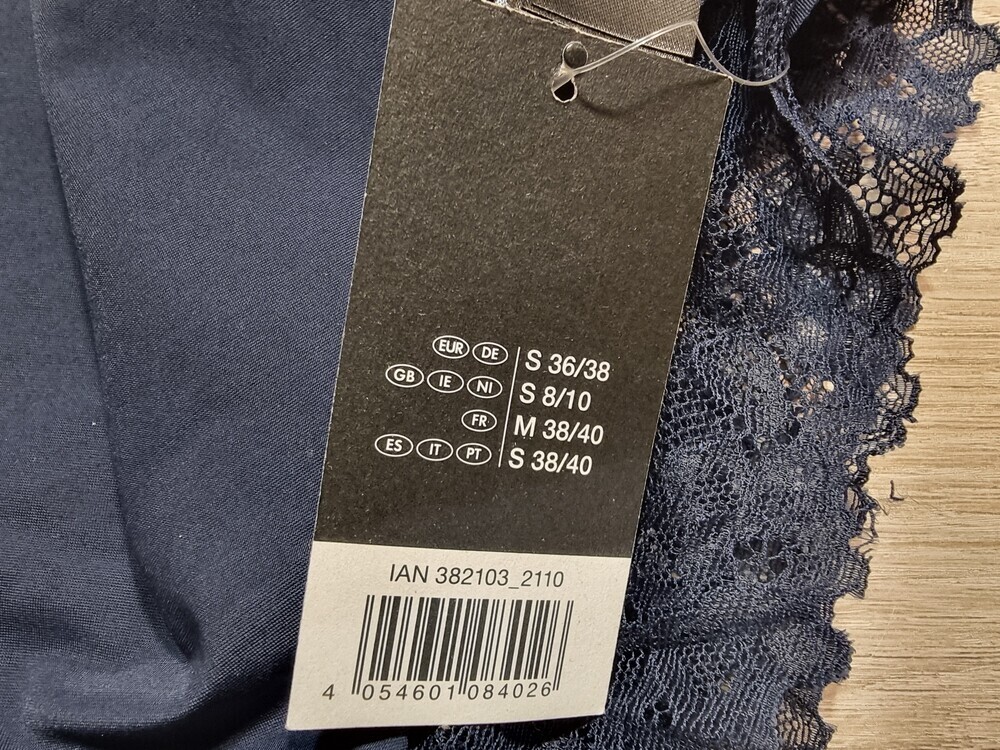 EUR DE S 36/38
GB IE NI S 8/10
FR M 38/40
ES IT PT S 38/40
IAN 382103_2110
4 054601 084026